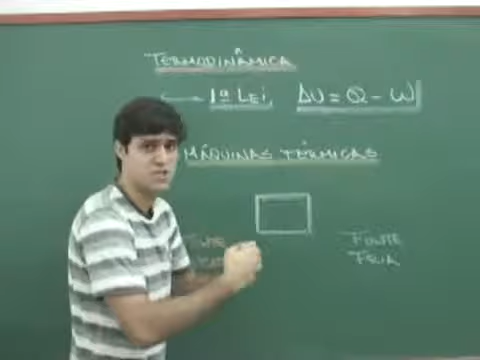 TERMODINÂMICA
1ª LEI ΔU = Q - W
MÁQUINAS TÉRMICAS
FONTE
FRIA